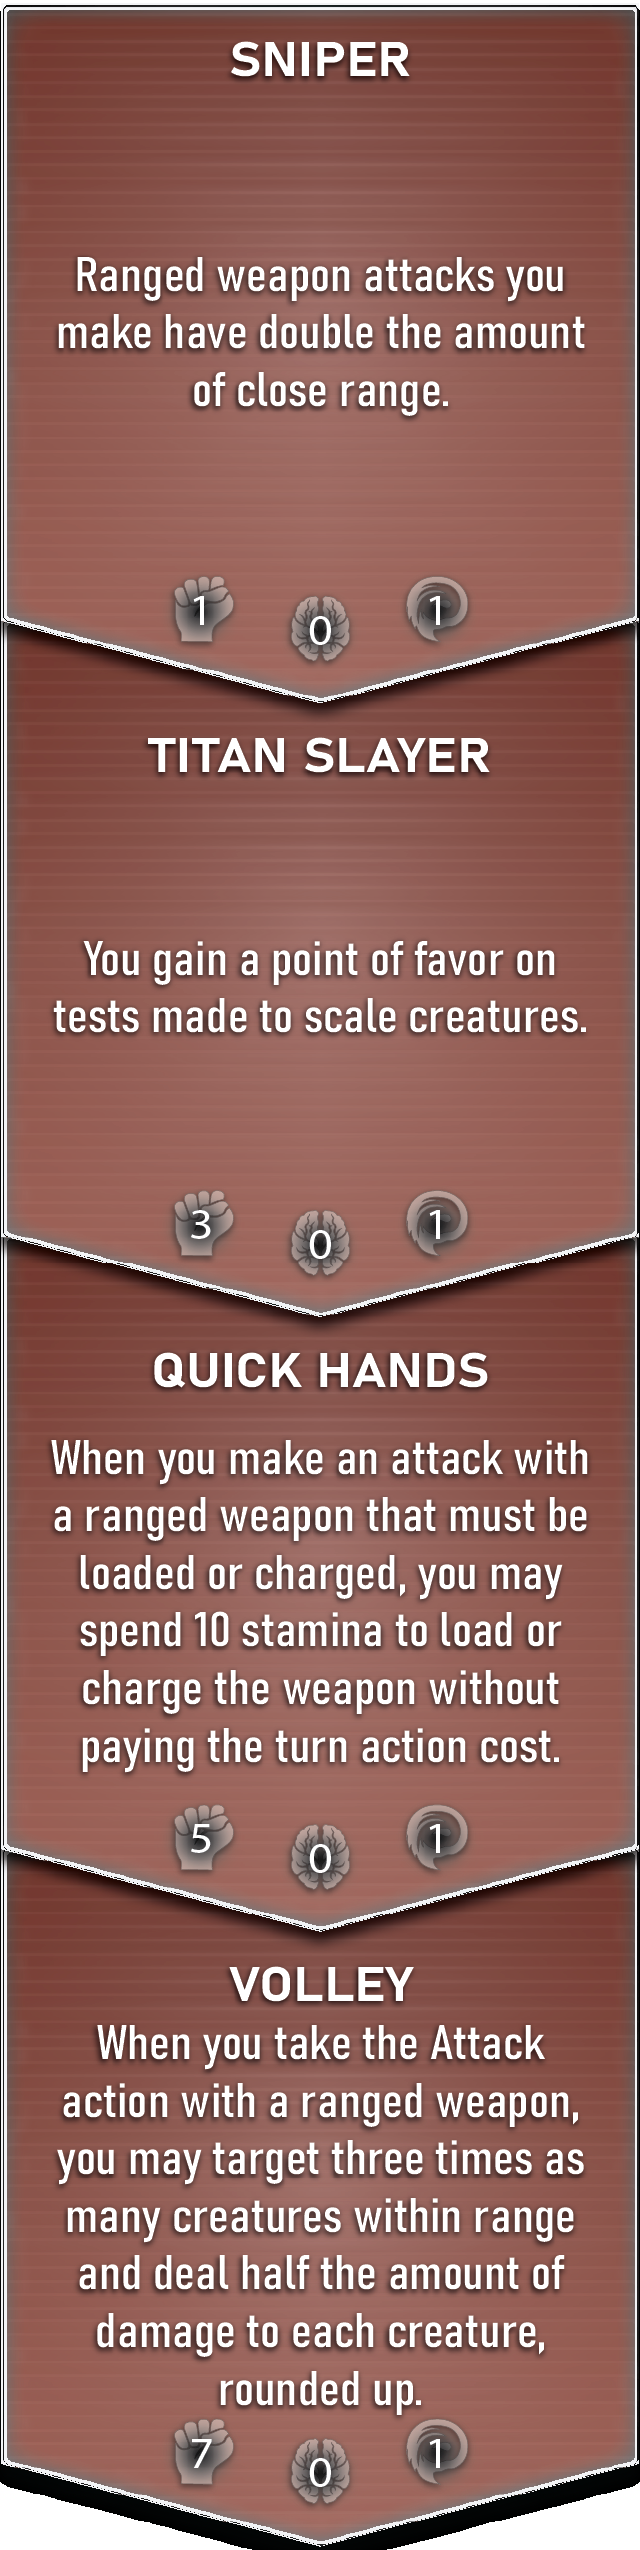 SNIPER
Ranged weapon attacks you
make have double the amount
of close range.
1 0 1
TITAN SLAYER
You gain a point of favor on
tests made to scale creatures.
3 0 1
QUICK HANDS
When you make an attack with
a ranged weapon that must be
loaded or charged, you may
spend 10 stamina to load or
charge the weapon without
paying the turn action cost.
5 0 1
VOLLEY
When you take the Attack
action with a ranged weapon,
you may target three times as
many creatures within range
and deal half the amount of
damage to each creature,
rounded up.
7 0 1